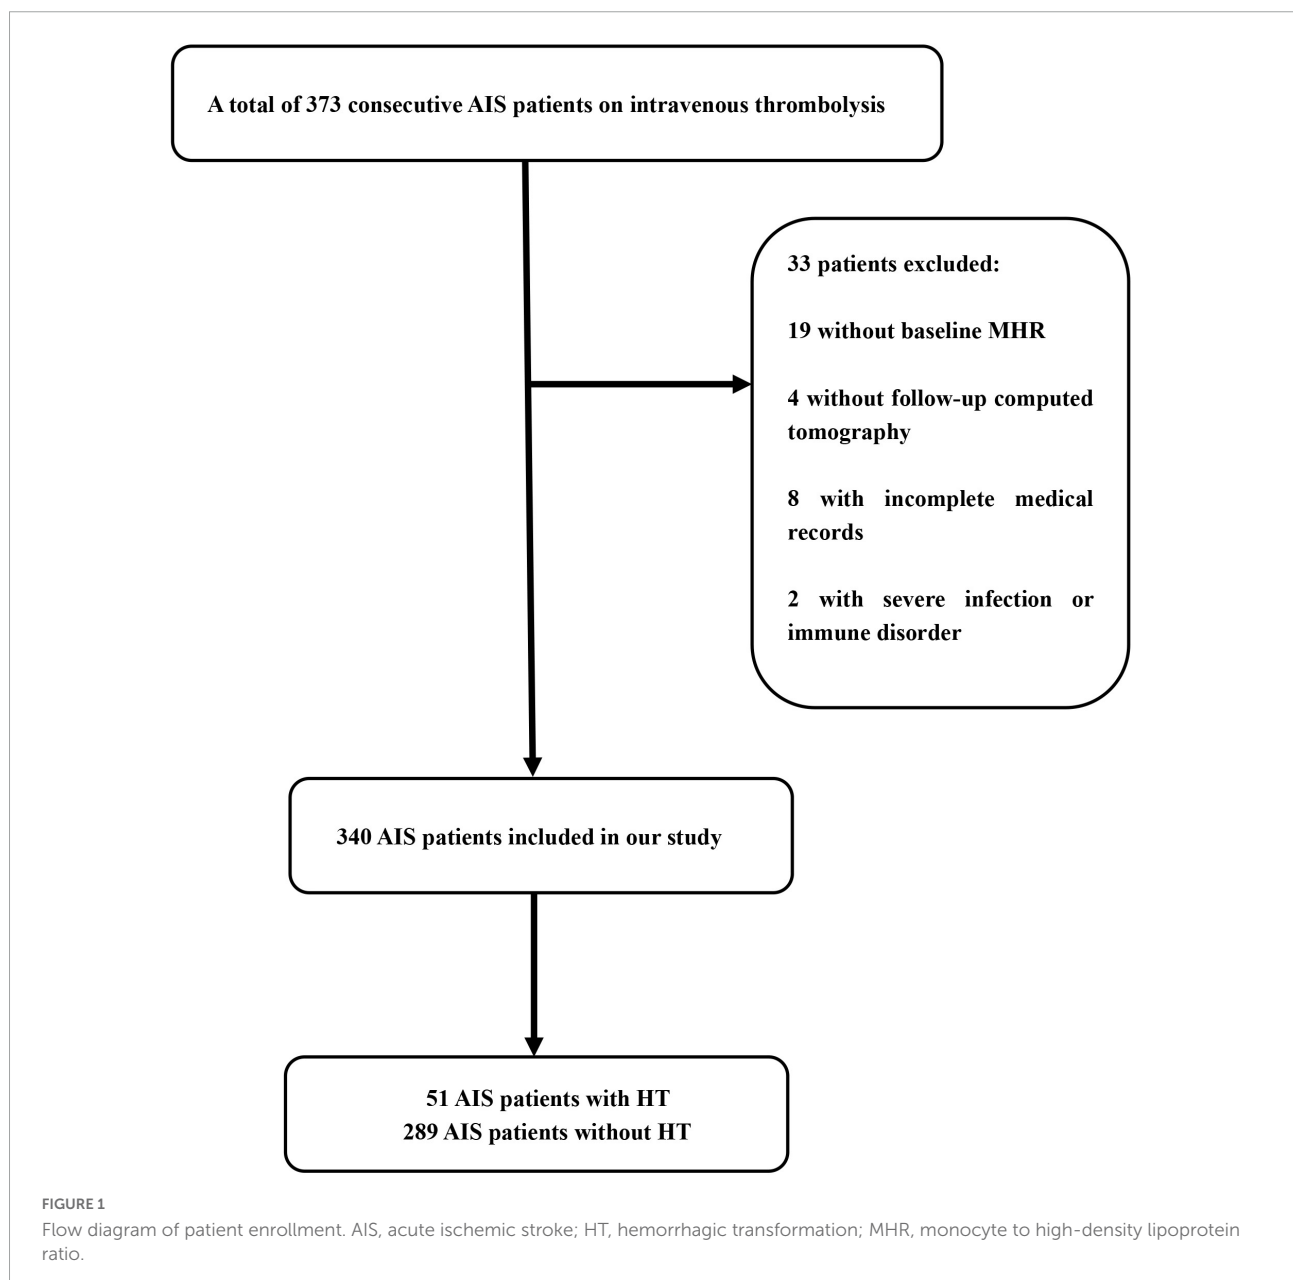 A total of 373 consecutive AIS patients on intravenous thrombolysis
33 patients excluded:
19 without baseline MHR
4 without follow-up computed
tomography
8 with incomplete medical
records
2 with severe infection or
immune disorder
340 AIS patients included in our study
51 AIS patients with HT
289 AIS patients without HT
FIGURE 1
Flow diagram of patient enrollment. AIS, acute ischemic stroke; HT, hemorrhagic transformation; MHR, monocyte to high-density lipoprotein
ratio.